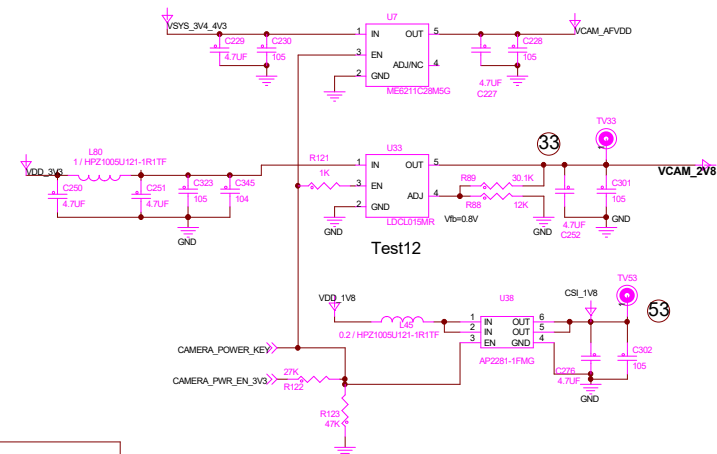 VSYS_3V4_4V3
C229
4.7UF
C230
105
U7
1 IN OUT 5
3 EN
ADJ/NC 4
2 GND
ME6211C28M5G
4.7UF
C227
C228
105
VCAM_AFVDD
VDD_3V3
L80
1 / HPZ1005U121-1R1TF
C250
4.7UF
C251
4.7UF
C323
105
C345
104
GND
R121
1K
U33
1 IN OUT 5
3 EN
ADJ 4
2 GND
LDCL015MR
GND
Vfb=0.8V
R89 30.1K
R88 12K
GND
33
TV33
1
VCAM_2V8
4.7UF
C252
C301
105
GND
Test12
VDD_1V8
L45
0.2 / HPZ1005U121-1R1TF
U38
1 IN OUT 6
2 IN OUT 5
3 EN GND 4
AP2281-1FMG
CSI_1V8
TV53
1
53
C276
4.7UF
C302
105
GND
CAMERA_POWER_KEY
CAMERA_PWR_EN_3V3
27K
R122
R123
47K